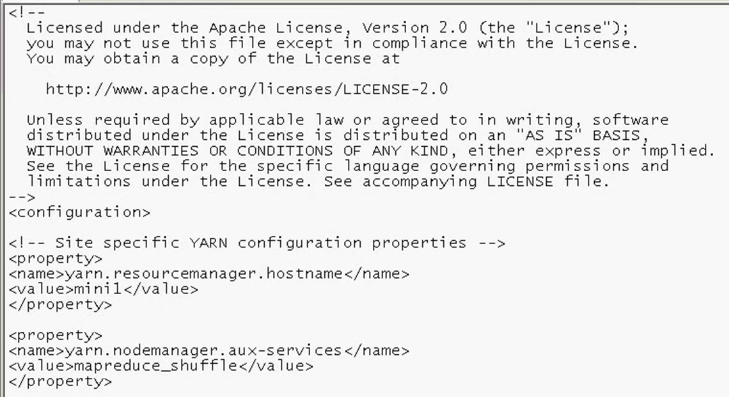 <!--
Licensed under the Apache License, Version 2.0 (the "License");
you may not use this file except in compliance with the License.
You may obtain a copy of the License at
http://www.apache.org/licenses/LICENSE-2.0
Unless required by applicable law or agreed to in writing, software
distributed under the License is distributed on an "AS IS" BASIS,
WITHOUT WARRANTIES OR CONDITIONS OF ANY KIND, either express or implied.
See the License for the specific language governing permissions and
limitations under the License. See accompanying LICENSE file.
-->
<configuration>
<!-- Site specific YARN configuration properties -->
<property>
<name>yarn.resourcemanager.hostname</name>
<value>mini1</value>
</property>
<property>
<name>yarn.nodemanager.aux-services</name>
<value>mapreduce_shuffle</value>
</property>